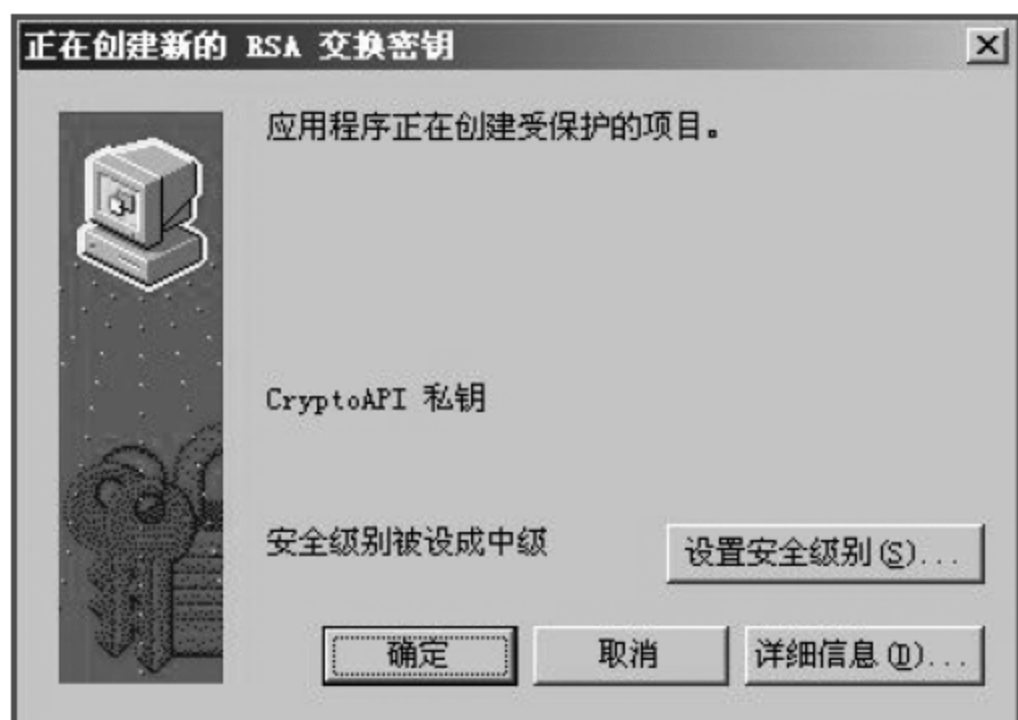 正在创建新的 RSA 交换密钥
应用程序正在创建受保护的项目。
CryptoAPI 私钥
安全级别被设成中级
设置安全级别(S)...
确定
取消
详细信息(D)...